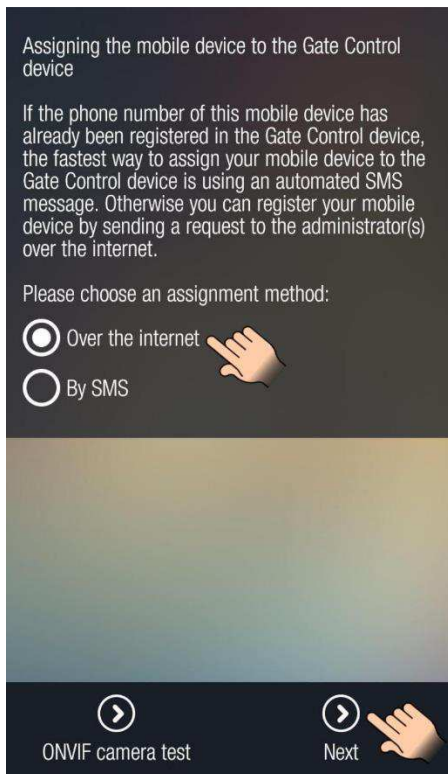 Assigning the mobile device to the Gate Control
device
If the phone number of this mobile device has
already been registered in the Gate Control device,
the fastest way to assign your mobile device to the
Gate Control device is using an automated SMS
message. Otherwise you can register your mobile
device by sending a request to the administrator(s)
over the internet.
Please choose an assignment method:
Over the internet
By SMS
ONVIF camera test
Next